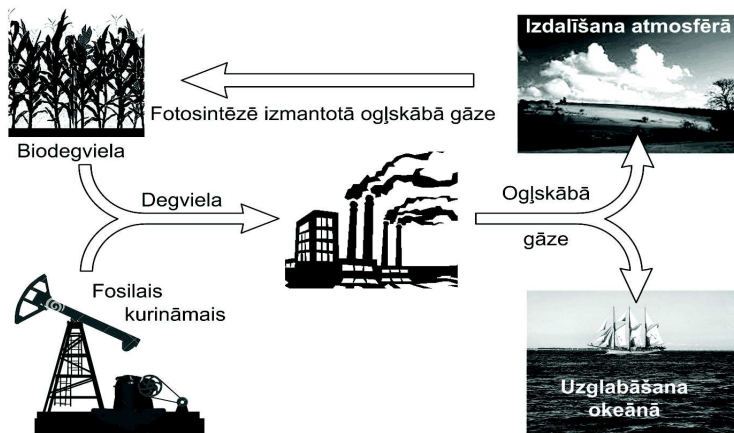 Izdalīšana atmosfērā
Fotosintēzē izmantotā ogļskābā gāze
Biodegviela
Degviela
Ogļskābā
gāze
Fosilais
kurināmais
Uzglabāšana
okeānā